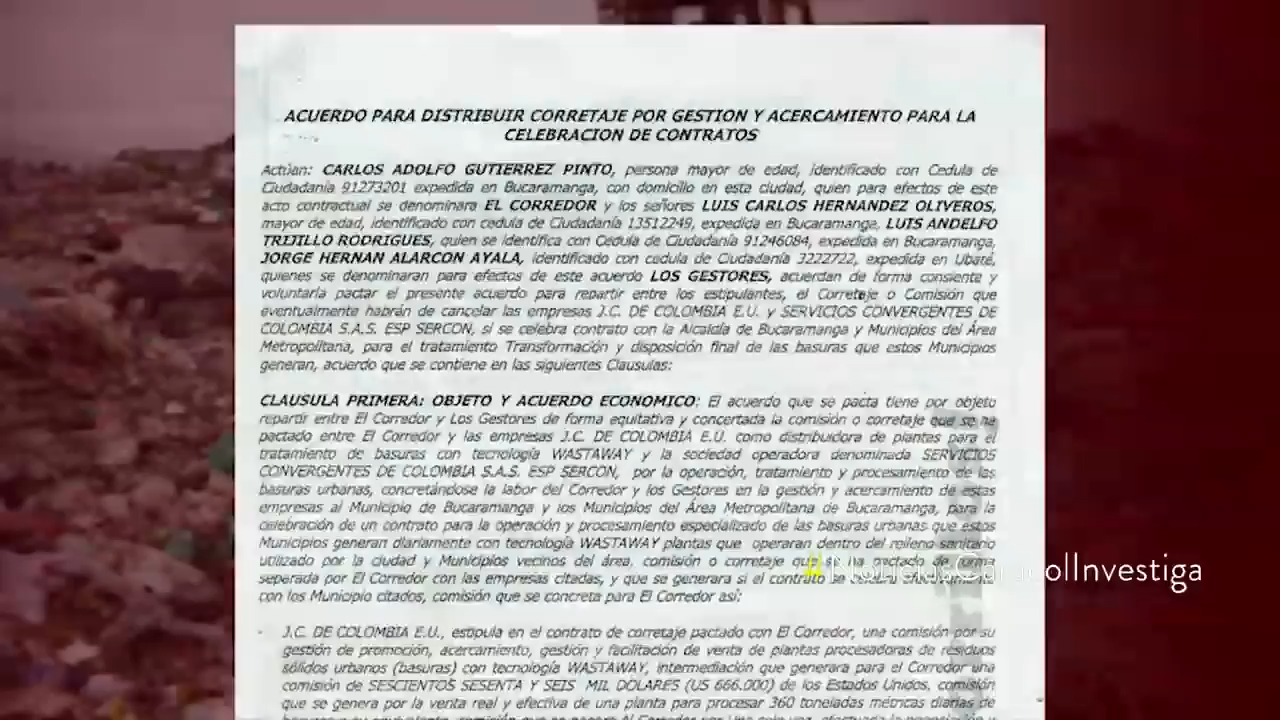 ACUERDO PARA DISTRIBUIR CORRETAJE POR GESTION Y ACERCAMIENTO PARA LA
CELEBRACION DE CONTRATOS
Actúan: CARLOS ADOLFO GUTIERREZ PINTO, persona mayor de edad, identificado con Cedula de
Ciudadanía 91273201 expedida en Bucaramanga, con domicilio en esta ciudad, quien para efectos de este
acto contractual se denominara EL CORREDOR y los señores LUIS CARLOS HERNANDEZ OLIVEROS,
mayor de edad, identificado con cedula de Ciudadanía 13512249, expedida en Bucaramanga, LUIS ANDELFO
TRIJILLO RODRIGUES, quien se identifica con Cedula de Ciudadanía 91246084, expedida en Bucaramanga,
JORGE HERNAN ALARCON AYALA, identificado con cedula de Ciudadanía 3222722, expedida en Ubaté,
quienes se denominaran para efectos de este acuerdo LOS GESTORES, acuerdan de forma consiente y
voluntaria pactar el presente acuerdo para repartir entre los estipulantes, el Corretaje o Comisión que
eventualmente habrán de cancelar las empresas J.C. DE COLOMBIA E.U. y SERVICIOS CONVERGENTES DE
COLOMBIA S.A.S. ESP SERCON, si se celebra contrato con la Alcaldía de Bucaramanga y Municipios del Área
Metropolitana, para el tratamiento Transformación y disposición final de las basuras que estos Municipios
generan, acuerdo que se contiene en las siguientes Clausulas:
CLAUSULA PRIMERA: OBJETO Y ACUERDO ECONOMICO: El acuerdo que se pacta tiene por objeto
repartir entre El Corredor y Los Gestores de forma equitativa y concertada la comisión o corretaje que se ha
pactado entre El Corredor y las empresas J.C. DE COLOMBIA E.U. como distribuidora de plantas para el
tratamiento de basuras con tecnología WASTAWAY y la sociedad operadora denominada SERVICIOS
CONVERGENTES DE COLOMBIA S.A.S. ESP SERCON, por la operación, tratamiento y procesamiento de las
basuras urbanas, concretándose la labor del Corredor y los Gestores en la gestión y acercamiento de estas
empresas al Municipio de Bucaramanga y los Municipios del Área Metropolitana de Bucaramanga, para la
celebración de un contrato para la operación y procesamiento especializado de las basuras urbanas que estos
Municipios generan diariamente con tecnología WASTAWAY plantas que operaran dentro del relleno sanitario
utilizado por la ciudad y Municipios vecinos del área, comisión o corretaje que pactado de forma
separada por El Corredor con las empresas citadas, y que se generara si el contrato
con los Municipio citados, comisión que se concreta para El Corredor así:
#NoticiasCaracolInvestiga
- J.C. DE COLOMBIA E.U., estipula en el contrato de corretaje pactado con El Corredor, una comisión por su
gestión de promoción, acercamiento, gestión y facilitación de venta de plantas procesadoras de residuos
sólidos urbanos (basuras) con tecnología WASTAWAY, intermediación que generara para el Corredor una
comisión de SESCIENTOS SESENTA Y SEIS MIL DOLARES (US 666.000) de los Estados Unidos, comisión
que se genera por la venta real y efectiva de una planta para procesar 360 toneladas métricas diarias de